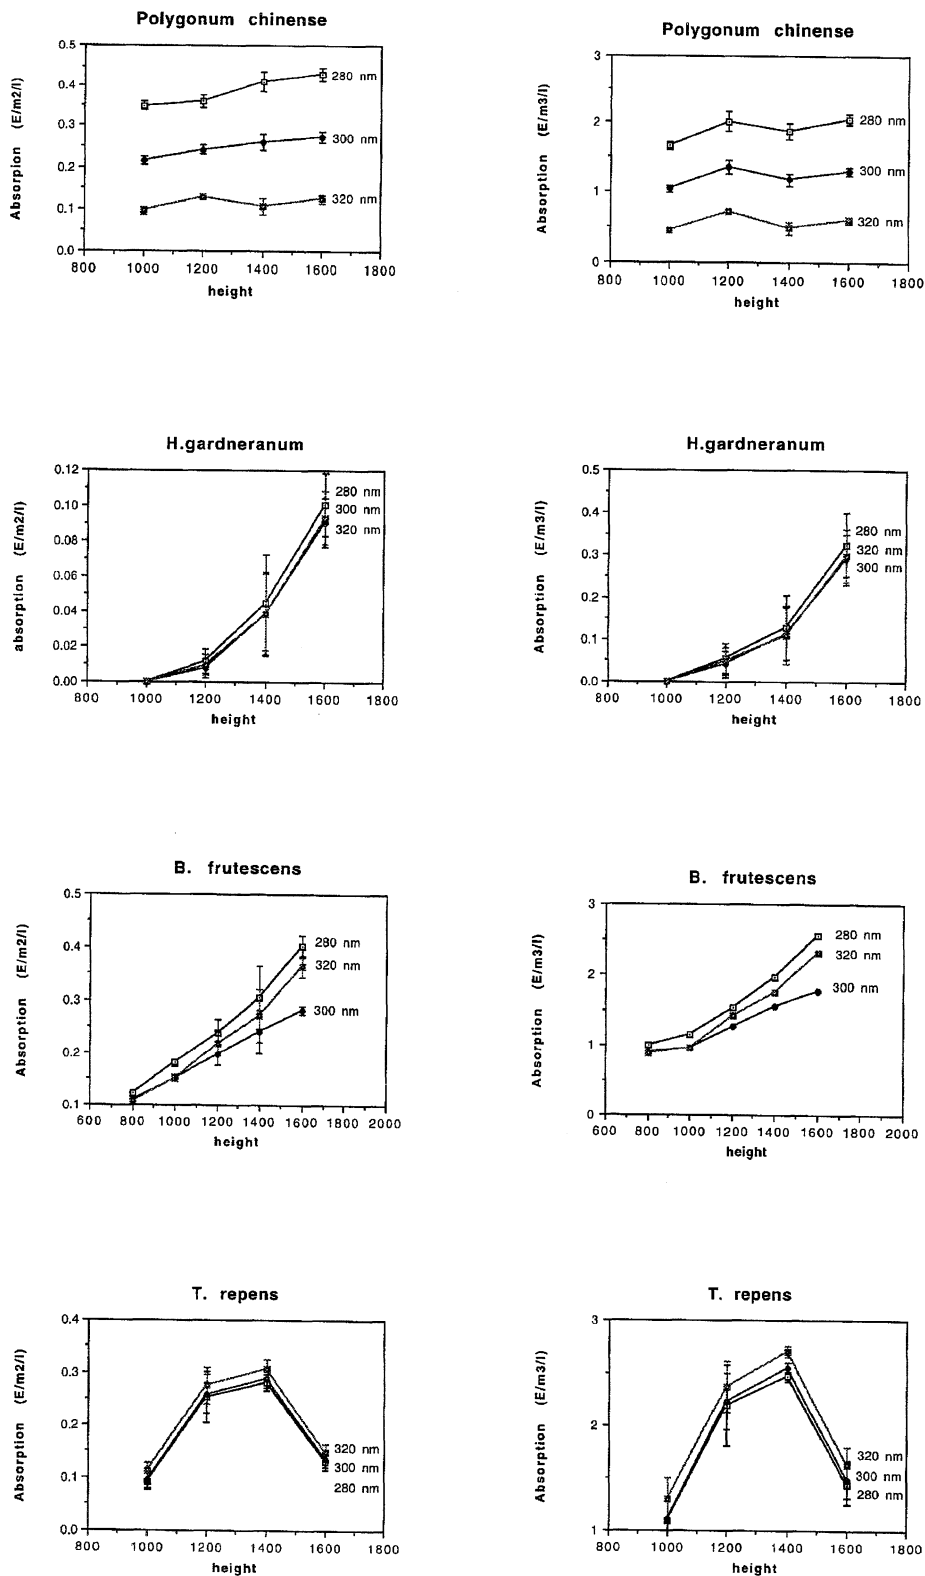 Polygonum chinense
0.5
0.4
0.3
0.2
0.1
0.0
Absorpion (E/m2/l)
280 nm
300 nm
320 nm
800 1000 1200 1400 1600 1800
height
Polygonum chinense
3
2
1
0
Absorption (E/m3/l)
280 nm
300 nm
320 nm
800 1000 1200 1400 1600 1800
height
H.gardneranum
0.12
0.10
0.08
0.06
0.04
0.02
0.00
absorption (E/m2/l)
280 nm
300 nm
320 nm
800 1000 1200 1400 1600 1800
height
H.gardneranum
0.5
0.4
0.3
0.2
0.1
0.0
Absorption (E/m3/l)
280 nm
320 nm
300 nm
800 1000 1200 1400 1600 1800
height
B. frutescens
0.5
0.4
0.3
0.2
0.1
Absorption (E/m2/l)
280 nm
320 nm
300 nm
600 800 1000 1200 1400 1600 1800 2000
height
B. frutescens
3
2
1
0
Absorption (E/m3/l)
280 nm
320 nm
300 nm
600 800 1000 1200 1400 1600 1800 2000
height
T. repens
0.4
0.3
0.2
0.1
0.0
Absorption (E/m2/l)
320 nm
300 nm
280 nm
800 1000 1200 1400 1600 1800
height
T. repens
3
2
1
Absorption (E/m3/l)
320 nm
300 nm
280 nm
800 1000 1200 1400 1600 1800
height